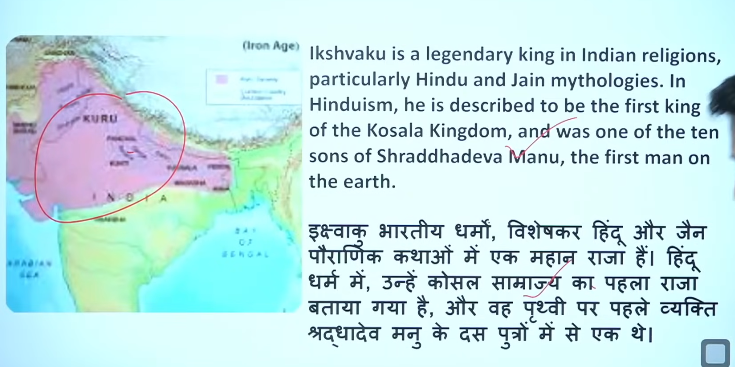 (Iron Age)
KURU
PANCHALA
KOSALA
INDIA
BAY
OF
BENGAL
ARABIAN
SEA
Ikshvaku is a legendary king in Indian religions,
particularly Hindu and Jain mythologies. In
Hinduism, he is described to be the first king
of the Kosala Kingdom, and was one of the ten
sons of Shraddhadeva Manu, the first man on
the earth.
इक्ष्वाकु भारतीय धर्मों, विशेषकर हिंदू और जैन
पौराणिक कथाओं में एक महान राजा हैं। हिंदू
धर्म में, उन्हें कोसल साम्राज्य का पहला राजा
बताया गया है, और वह पृथ्वी पर पहले व्यक्ति
श्रद्धादेव मनु के दस पुत्रों में से एक थे।